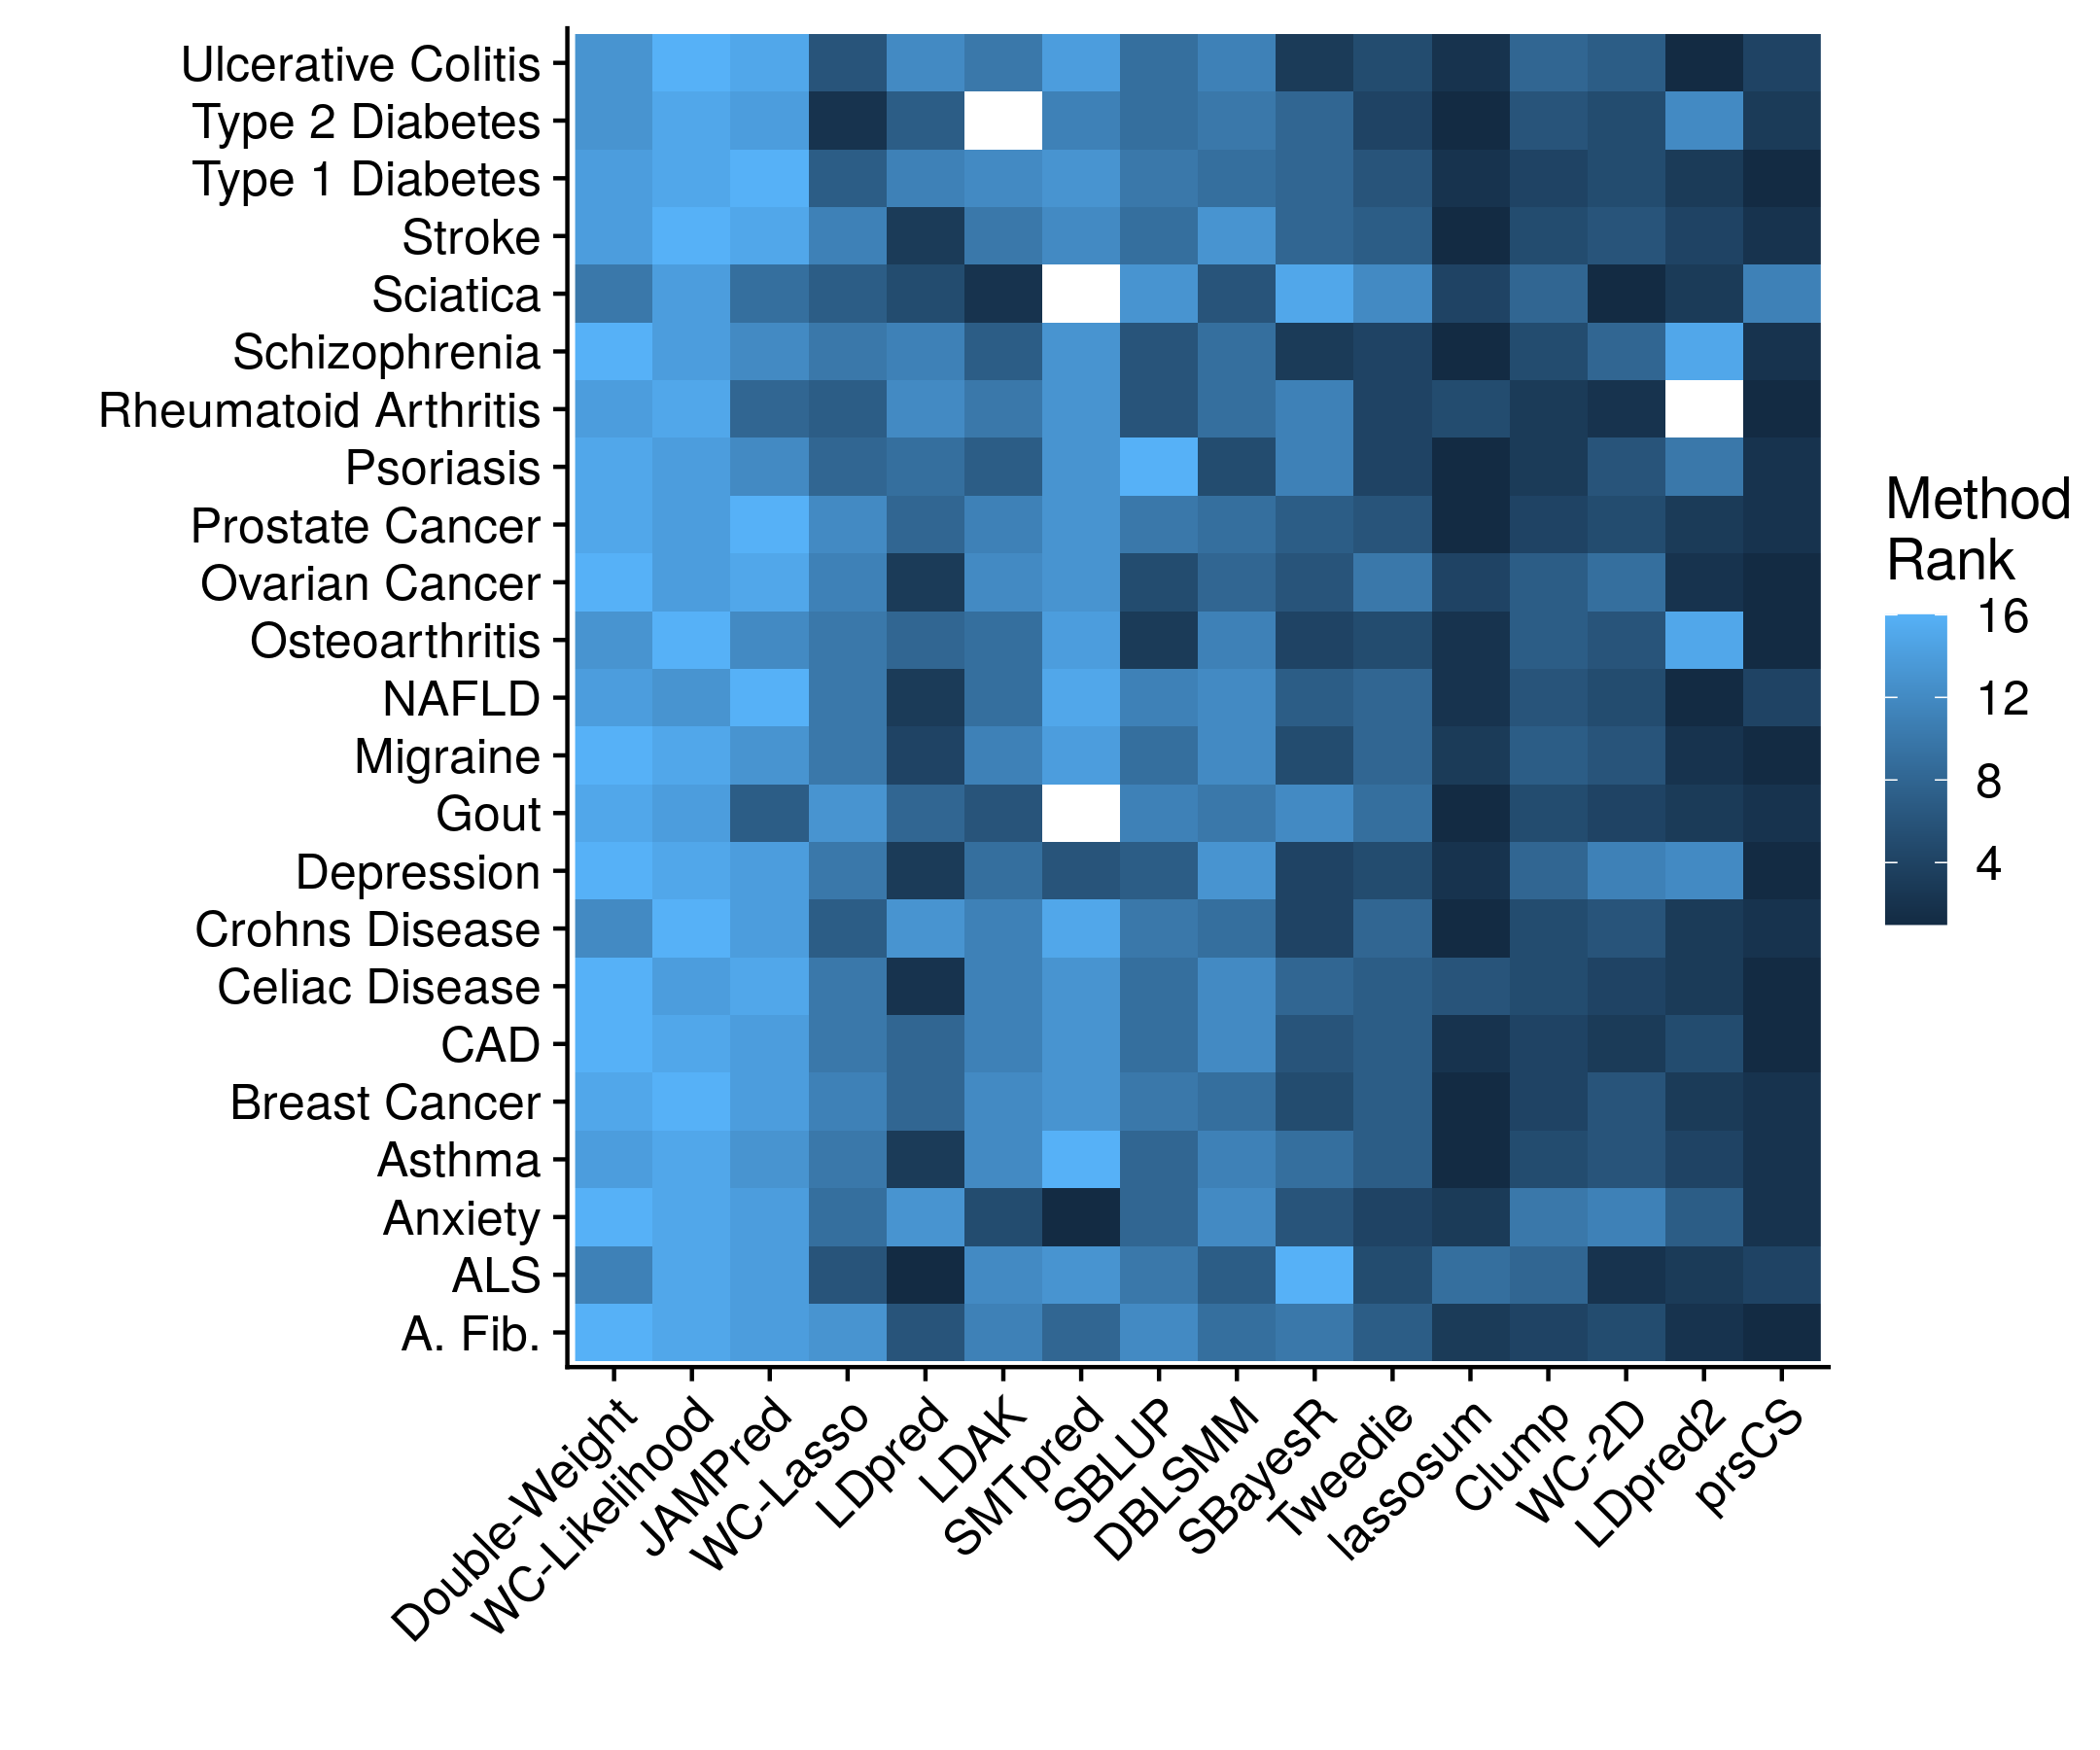 Ulcerative Colitis
Type 2 Diabetes
Type 1 Diabetes
Stroke
Sciatica
Schizophrenia
Rheumatoid Arthritis
Psoriasis
Prostate Cancer
Ovarian Cancer
Osteoarthritis
NAFLD
Migraine
Gout
Depression
Crohns Disease
Celiac Disease
CAD
Breast Cancer
Asthma
Anxiety
ALS
A. Fib.
Double-Weight
WC-Likelihood
JAMPred
WC-Lasso
LDpred
LDAK
SMTpred
SBLUP
DBLSMM
SBayesR
Tweedie
lassosum
Clump
WC-2D
LDpred2
prsCS
Method
Rank
16
12
8
4